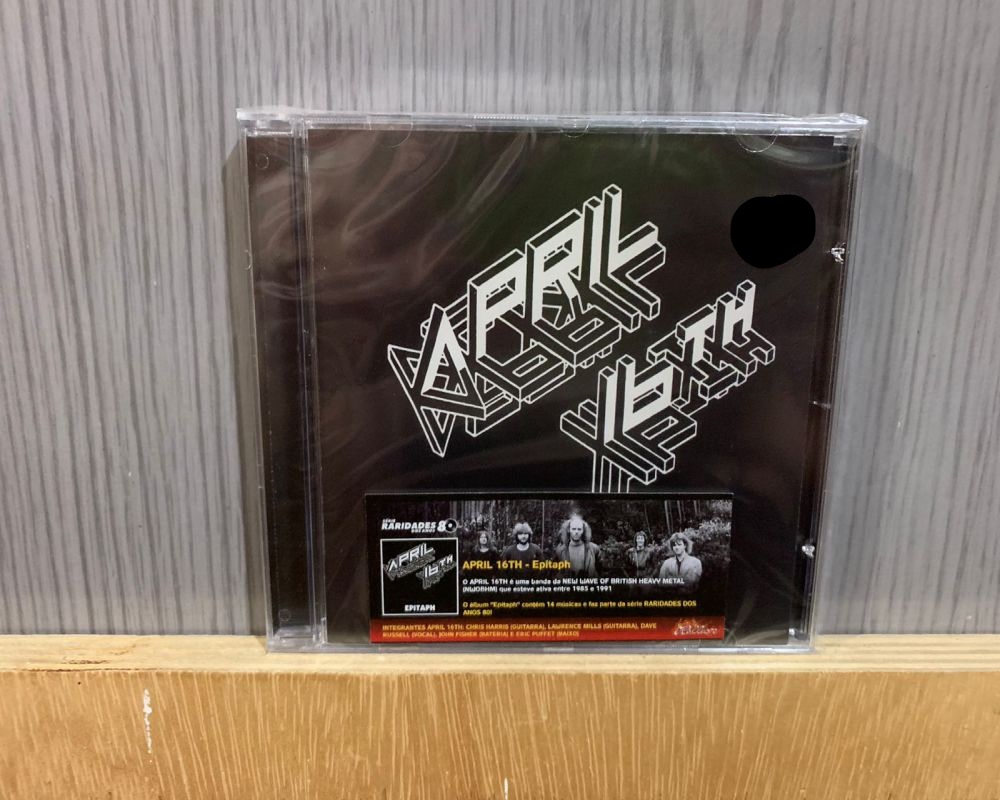 APRIL
16TH
SÉRIE
RARIDADES
DOS ANOS 80
APRIL
16TH
EPITAPH
APRIL 16TH - Epitaph
O APRIL 16TH é uma banda da NEW WAVE OF BRITISH HEAVY METAL
(NWOBHM) que esteve ativa entre 1985 e 1991
O álbum "Epitaph" contém 14 músicas e faz parte da série RARIDADES DOS
ANOS 80!
INTEGRANTES APRIL 16TH: CHRIS HARRIS (GUITARRA), LAURENCE MILLS (GUITARRA), DAVE
RUSSELL (VOCAL), JOHN FISHER (BATERIA) E ERIC PUFFET (BAIXO)